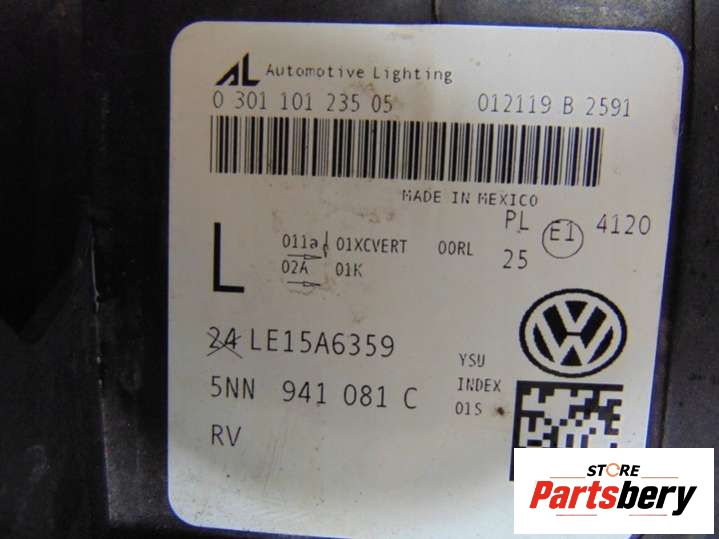 AL Automotive Lighting
0 301 101 235 05 012119 B 2591
MADE IN MEXICO
L 011a 01XCVERT 00RL PL E1 4120
02A 01K 25
24 LE15A6359
YSU
5NN 941 081 C INDEX
01S
RV
STORE
Partsbery